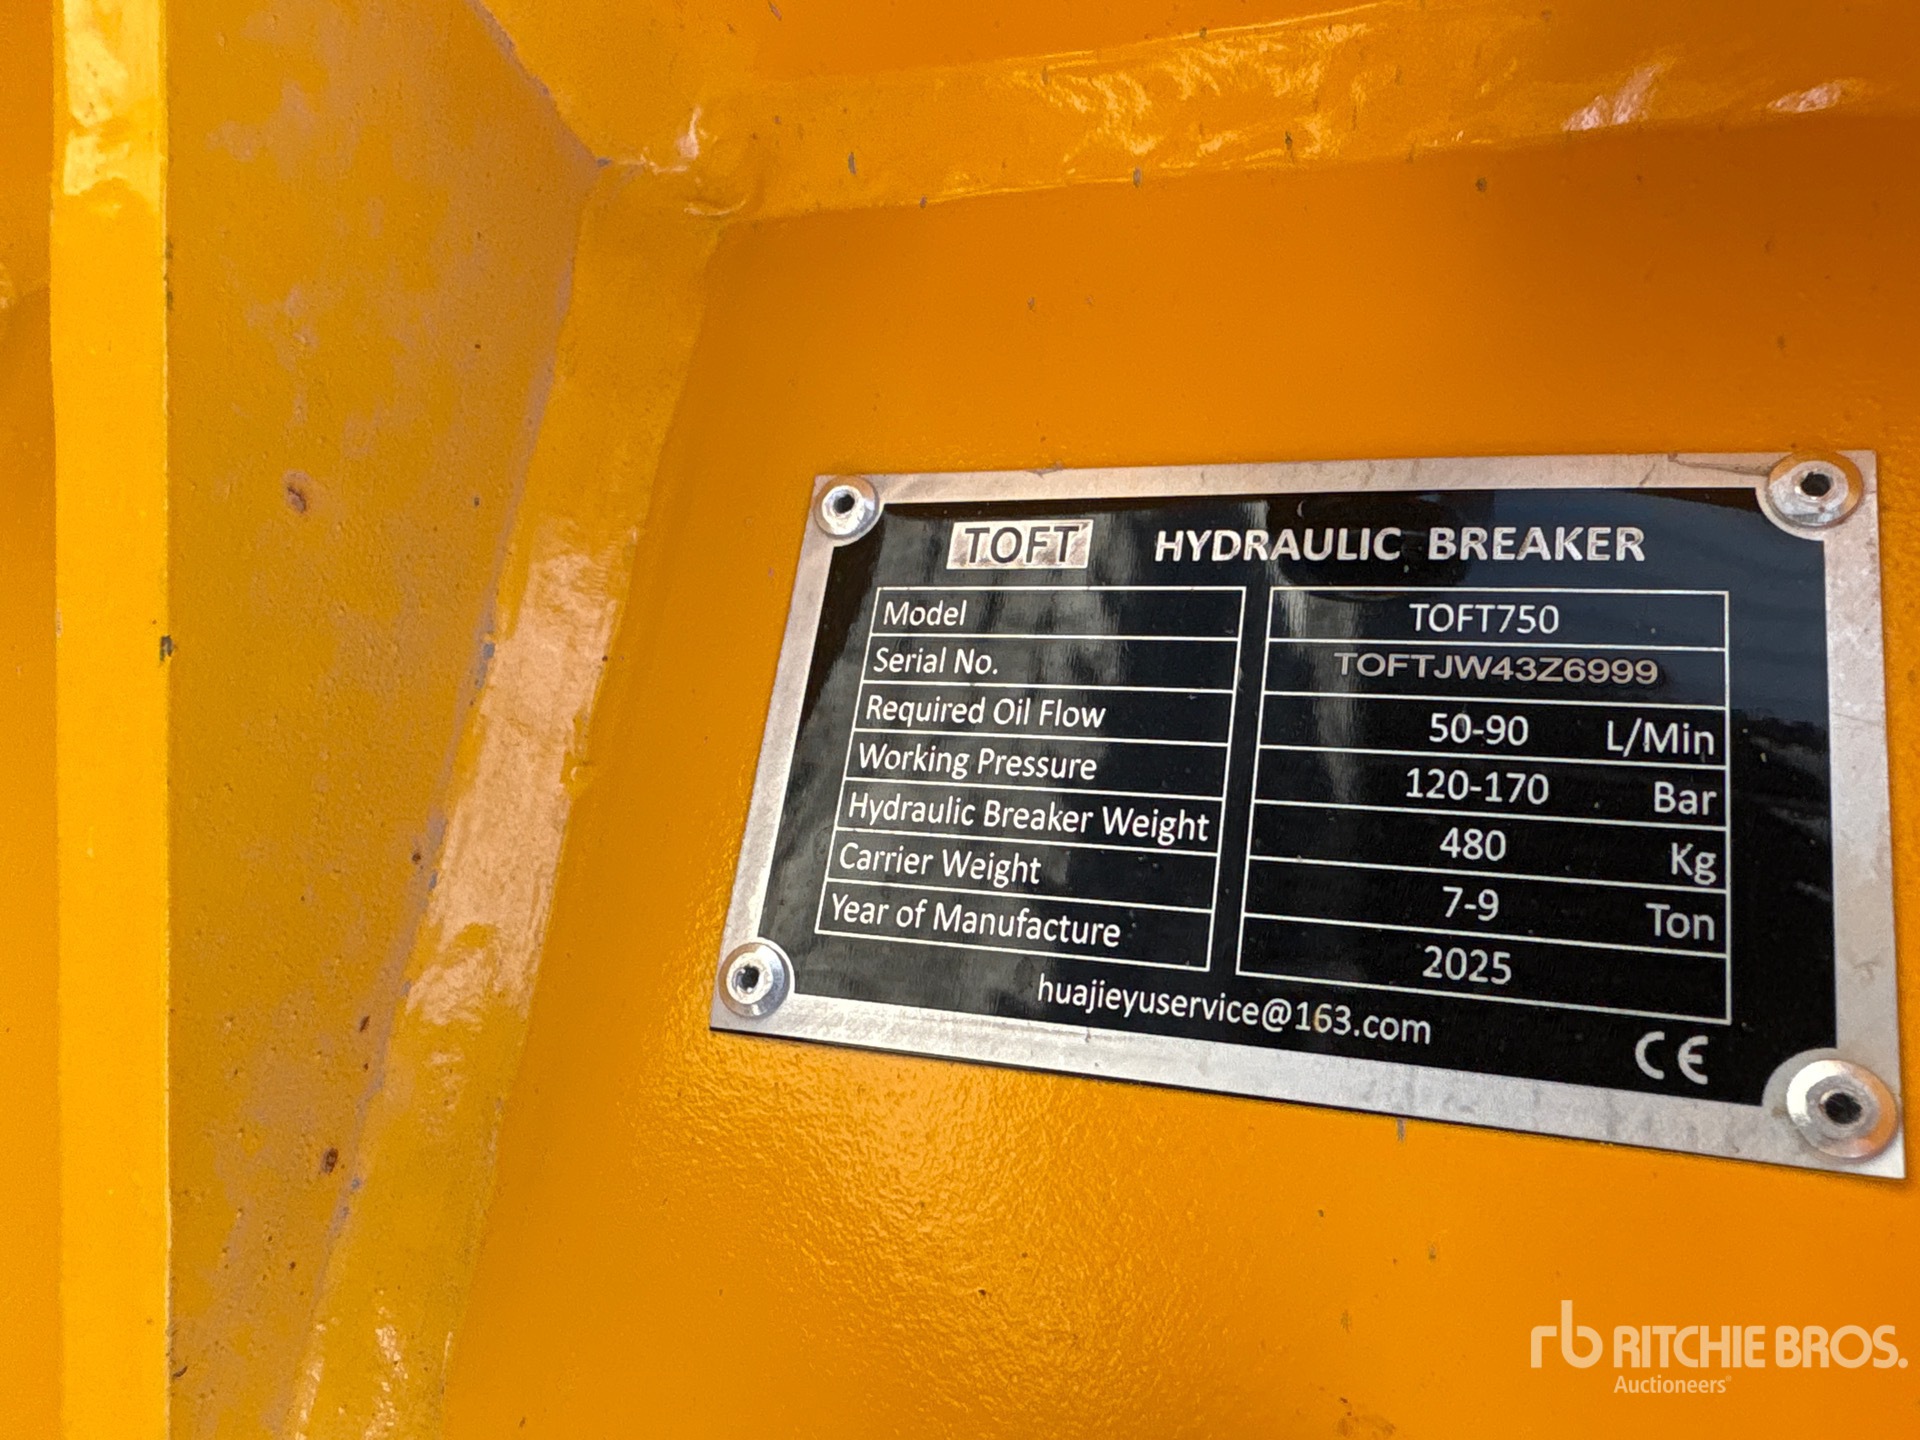 TOFT HYDRAULIC BREAKER
Model TOFT750
Serial No. TOFTJW43Z6999
Required Oil Flow 50-90 L/Min
Working Pressure 120-170 Bar
Hydraulic Breaker Weight 480 Kg
Carrier Weight 7-9 Ton
Year of Manufacture 2025
huajieyuservice@163.com
CE
rb RITCHIE BROS.
Auctioneers